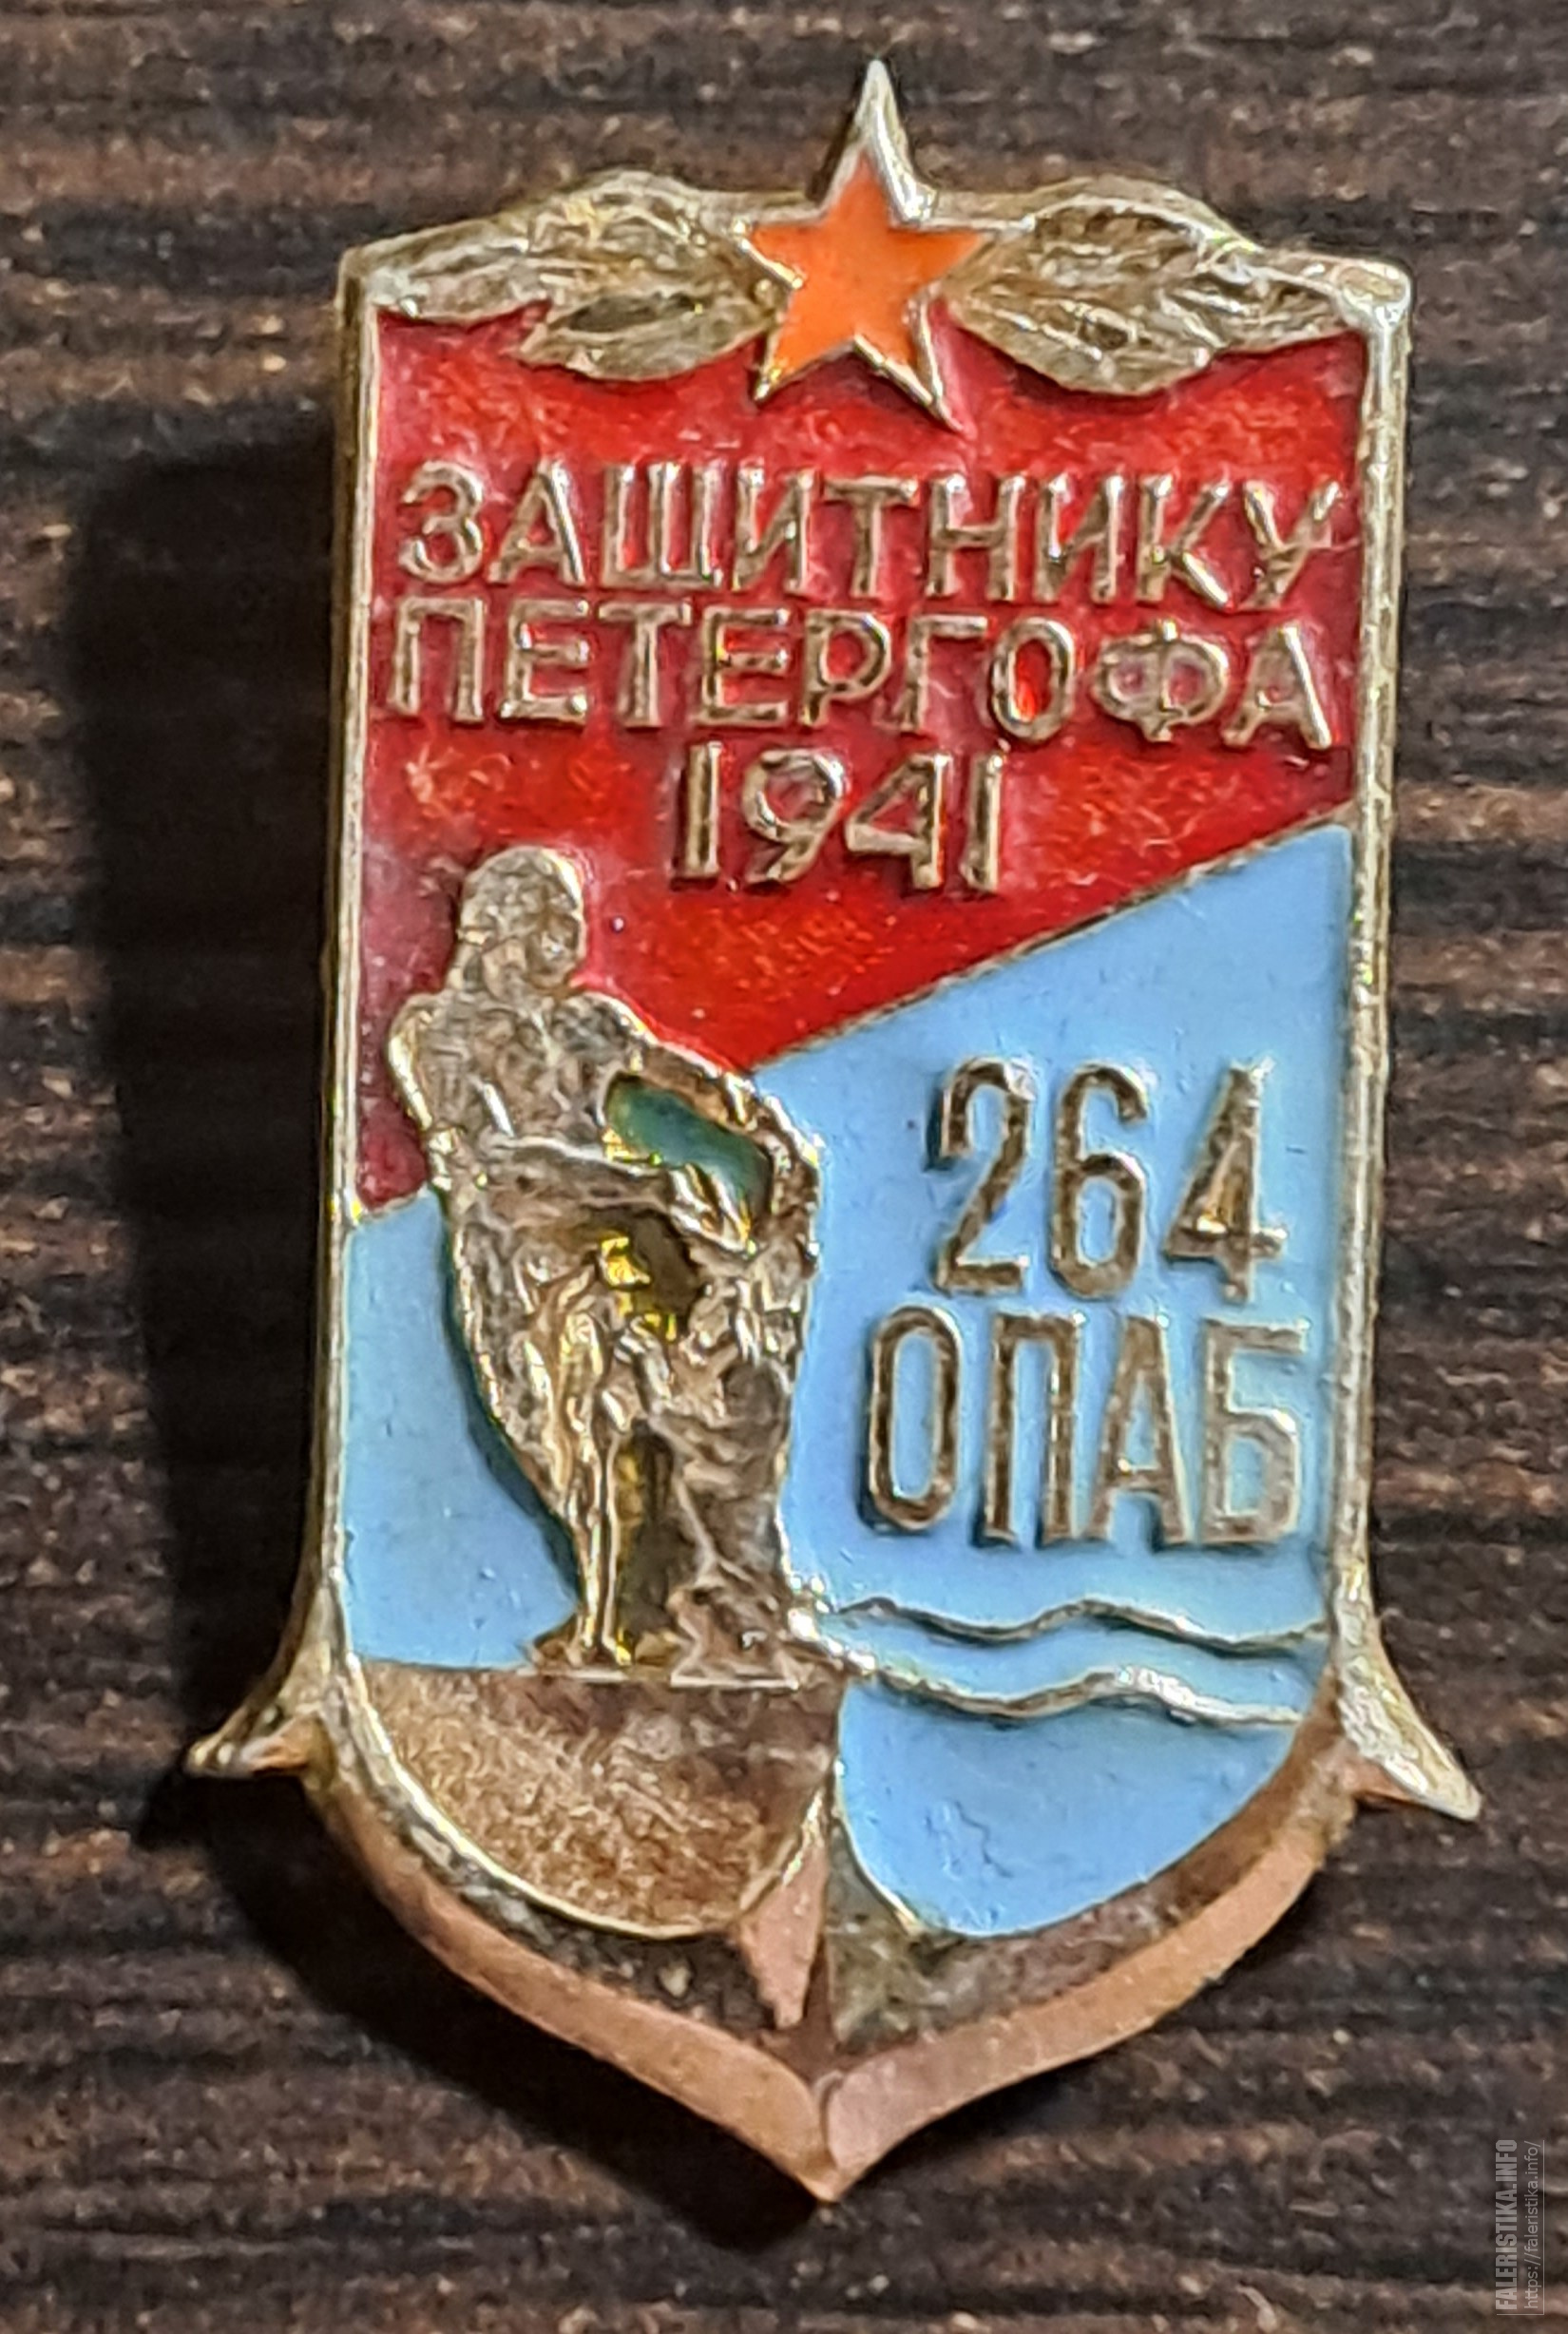 ЗАЩИТНИКУ
ПЕТЕРГОФА
1941
264
ОПАБ
FALERISTIKA.INFO
https://faleristika.info/